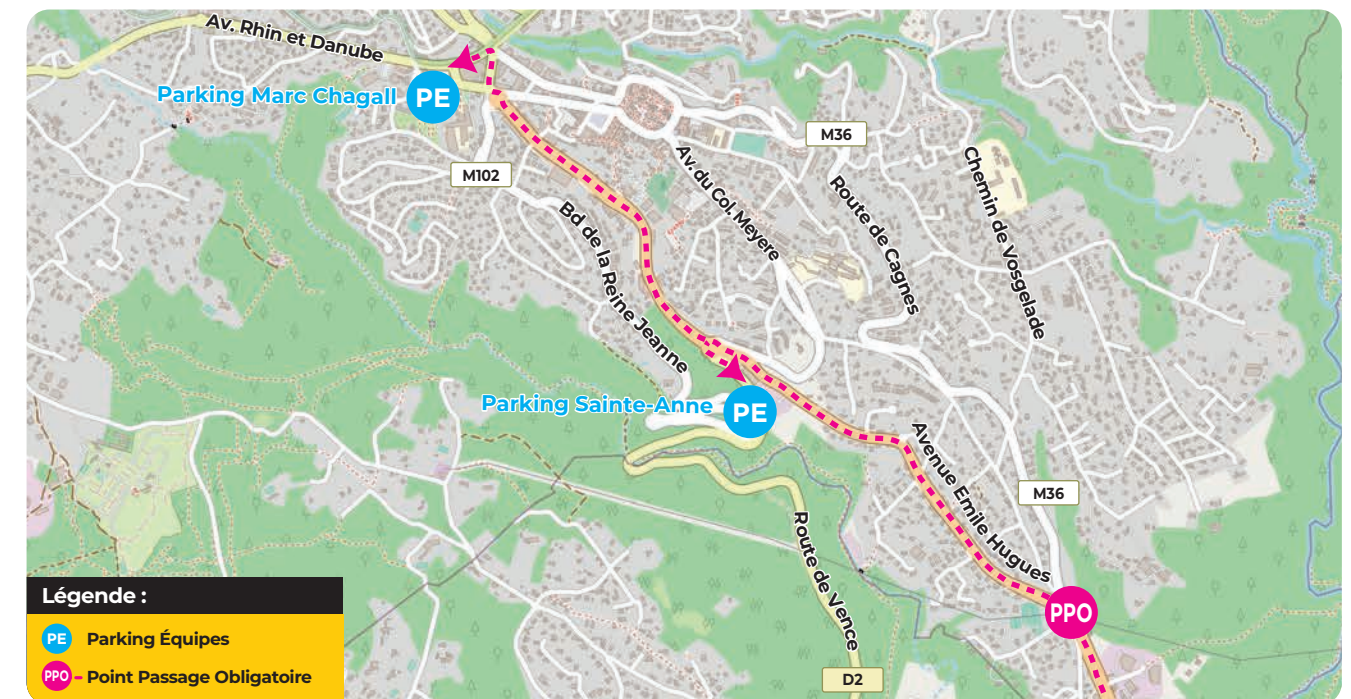 Av. Rhin et Danube
Parking Marc Chagall
PE
M102
M36
Av. du Col. Meyere
Route de Cagnes
Chemin de Vosgelade
Bd de la Reine Jeanne
Parking Sainte-Anne
PE
Avenue Emile Hugues
M36
Route de Vence
PPO
D2
Légende :
PE Parking Équipes
PPO Point Passage Obligatoire